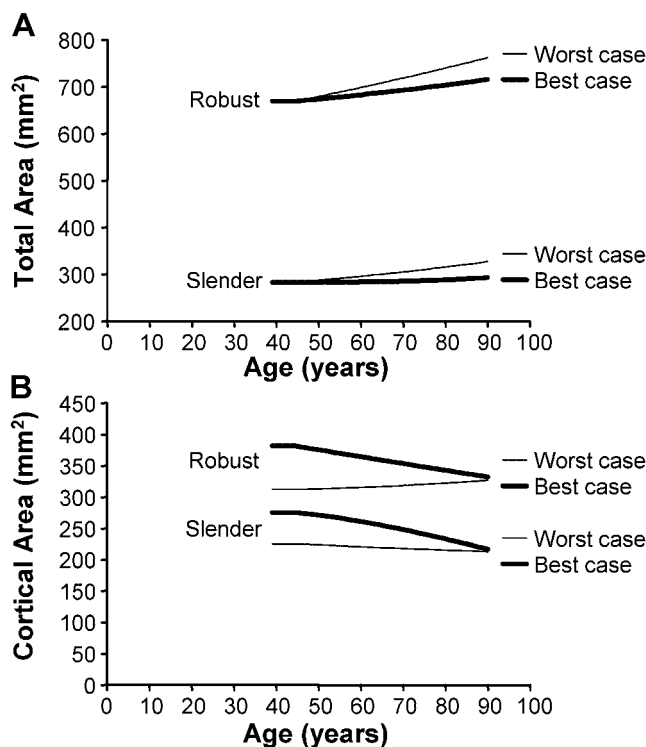 A
Total Area (mm²)
800
700
600
500
400
300
200
Robust
Slender
Worst case
Best case
Worst case
Best case
0 10 20 30 40 50 60 70 80 90 100
Age (years)
B
Cortical Area (mm²)
450
400
350
300
250
200
150
100
50
0
Robust
Slender
Worst case
Best case
Worst case
Best case
0 10 20 30 40 50 60 70 80 90 100
Age (years)